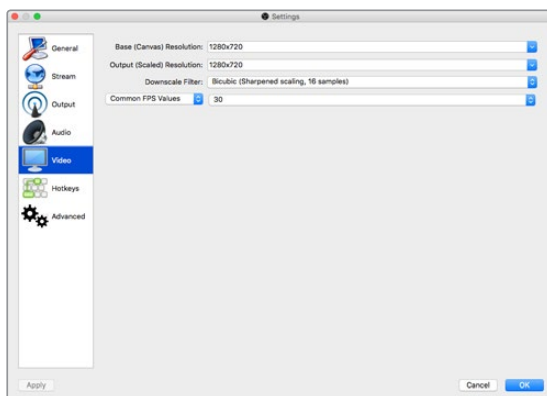 Settings
General
Stream
Output
Audio
Video
Hotkeys
Advanced
Base (Canvas) Resolution: 1280x720
Output (Scaled) Resolution: 1280x720
Downscale Filter: Bicubic (Sharpened scaling, 16 samples)
Common FPS Values 30
Apply Cancel OK